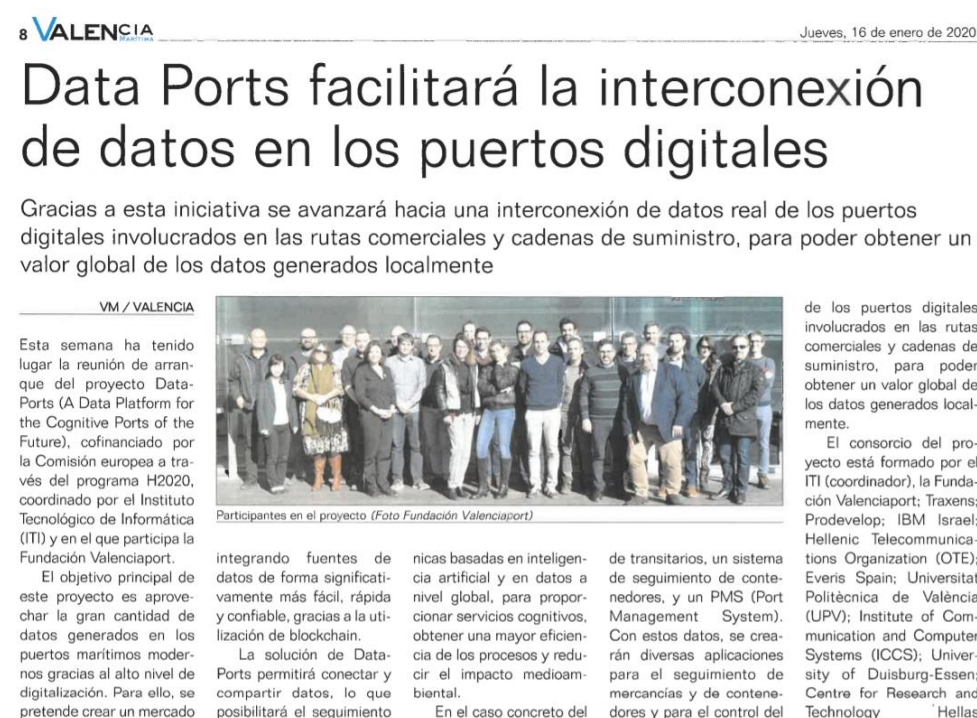 8 VALENCIA
MARÍTIMA
Jueves, 16 de enero de 2020
Data Ports facilitará la interconexión
de datos en los puertos digitales
Gracias a esta iniciativa se avanzará hacia una interconexión de datos real de los puertos
digitales involucrados en las rutas comerciales y cadenas de suministro, para poder obtener un
valor global de los datos generados localmente
VM / VALENCIA
Esta semana ha tenido
lugar la reunión de arran-
que del proyecto Data-
Ports (A Data Platform for
the Cognitive Ports of the
Future), cofinanciado por
la Comisión europea a tra-
vés del programa H2020,
coordinado por el Instituto
Tecnológico de Informática
(ITI) y en el que participa la
Fundación Valenciaport.
El objetivo principal de
este proyecto es aprove-
char la gran cantidad de
datos generados en los
puertos marítimos moder-
nos gracias al alto nivel de
digitalización. Para ello, se
pretende crear un mercado
Participantes en el proyecto (Foto Fundación Valenciaport)
integrando fuentes de
datos de forma significati-
vamente más fácil, rápida
y confiable, gracias a la uti-
lización de blockchain.
La solución de Data-
Ports permitirá conectar y
compartir datos, lo que
posibilitará el seguimiento
nicas basadas en inteligen-
cia artificial y en datos a
nivel global, para propor-
cionar servicios cognitivos,
obtener una mayor eficien-
cia de los procesos y redu-
cir el impacto medioam-
biental.
En el caso concreto del
de transitarios, un sistema
de seguimiento de conte-
nedores, y un PMS (Port
Management System).
Con estos datos, se crea-
rán diversas aplicaciones
para el seguimiento de
mercancías y de contene-
dores y para el control del
de los puertos digitales
involucrados en las rutas
comerciales y cadenas de
suministro, para poder
obtener un valor global de
los datos generados local-
mente.
El consorcio del pro-
yecto está formado por el
ITI (coordinador), la Funda-
ción Valenciaport; Traxens;
Prodevelop; IBM Israel;
Hellenic Telecommunica-
tions Organization (OTE);
Everis Spain; Universitat
Politècnica de València
(UPV); Institute of Com-
munication and Computer
Systems (ICCS); Univer-
sity of Duisburg-Essen;
Centre for Research and
Technology Hellar